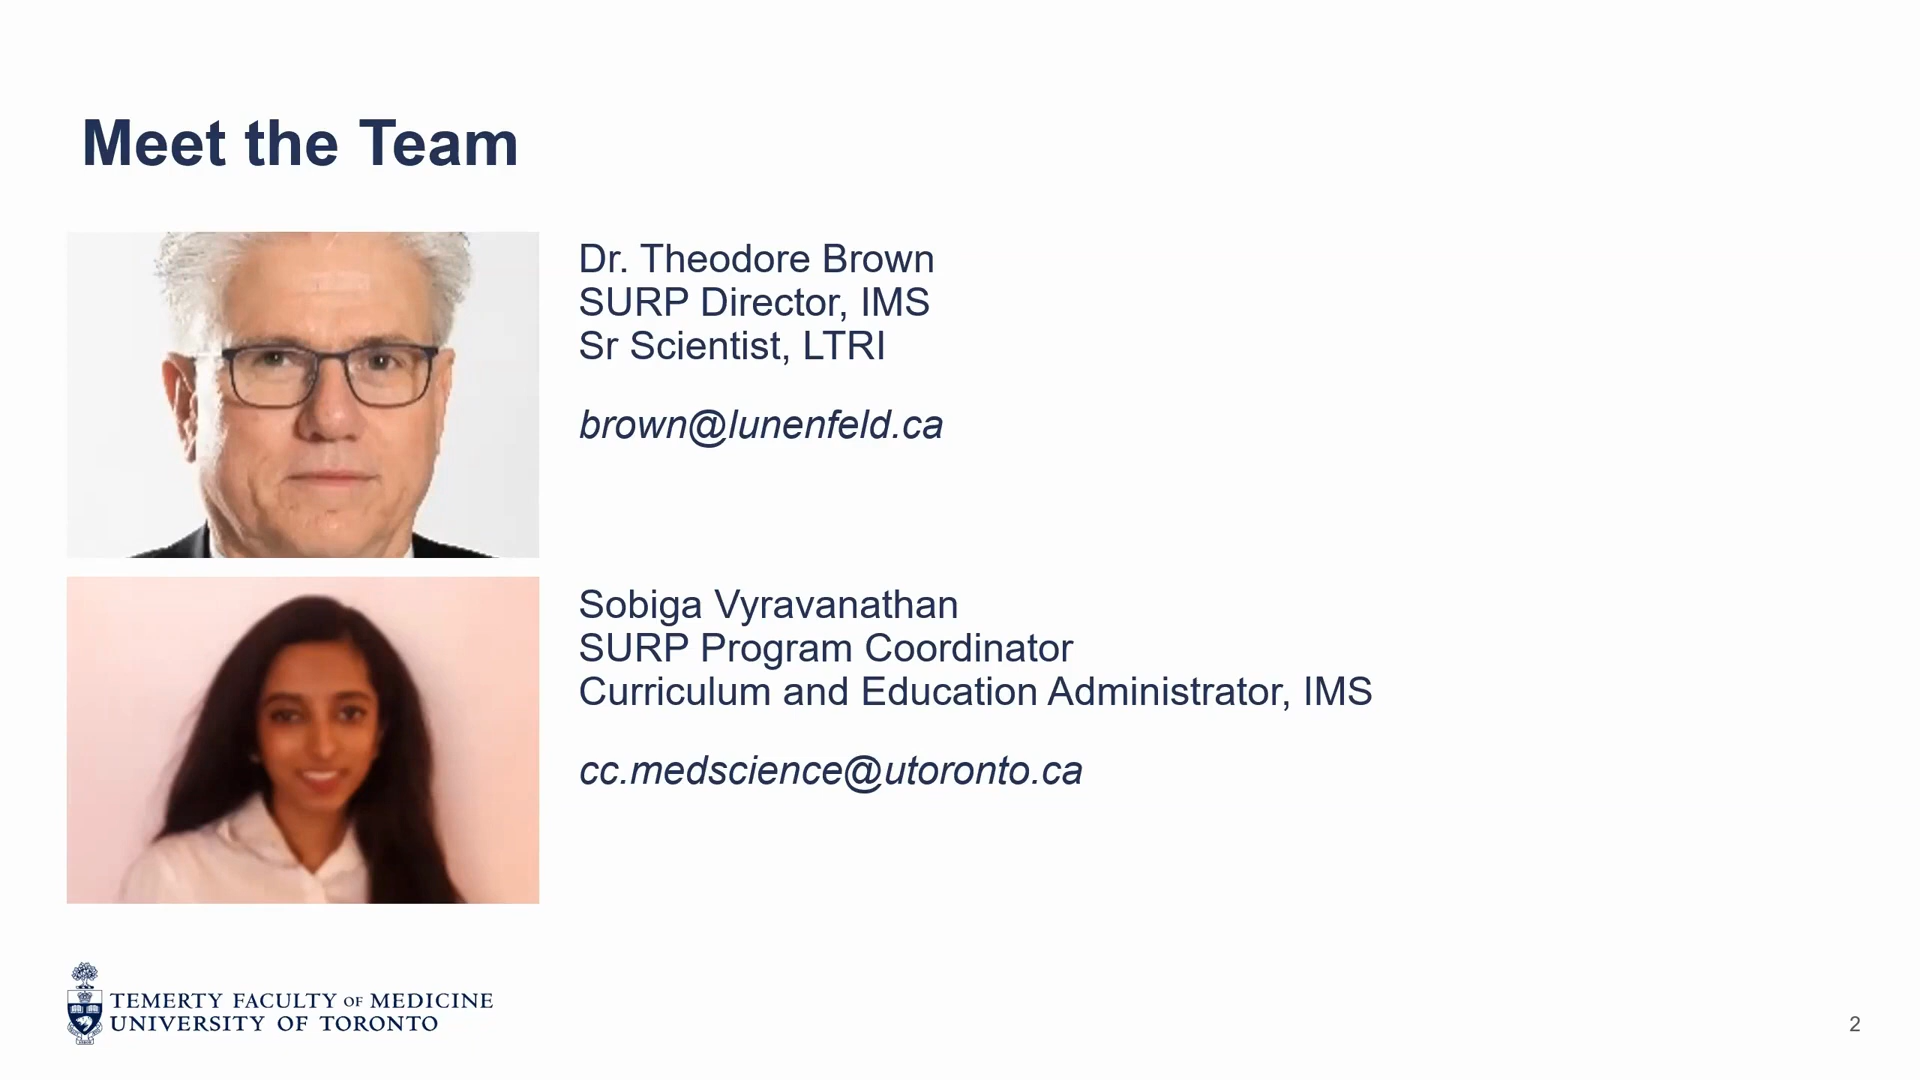 Meet the Team
Dr. Theodore Brown
SURP Director, IMS
Sr Scientist, LTRI
brown@lunenfeld.ca
Sobiga Vyravanathan
SURP Program Coordinator
Curriculum and Education Administrator, IMS
cc.medscience@utoronto.ca
TEMERTY FACULTY OF MEDICINE
UNIVERSITY OF TORONTO
2